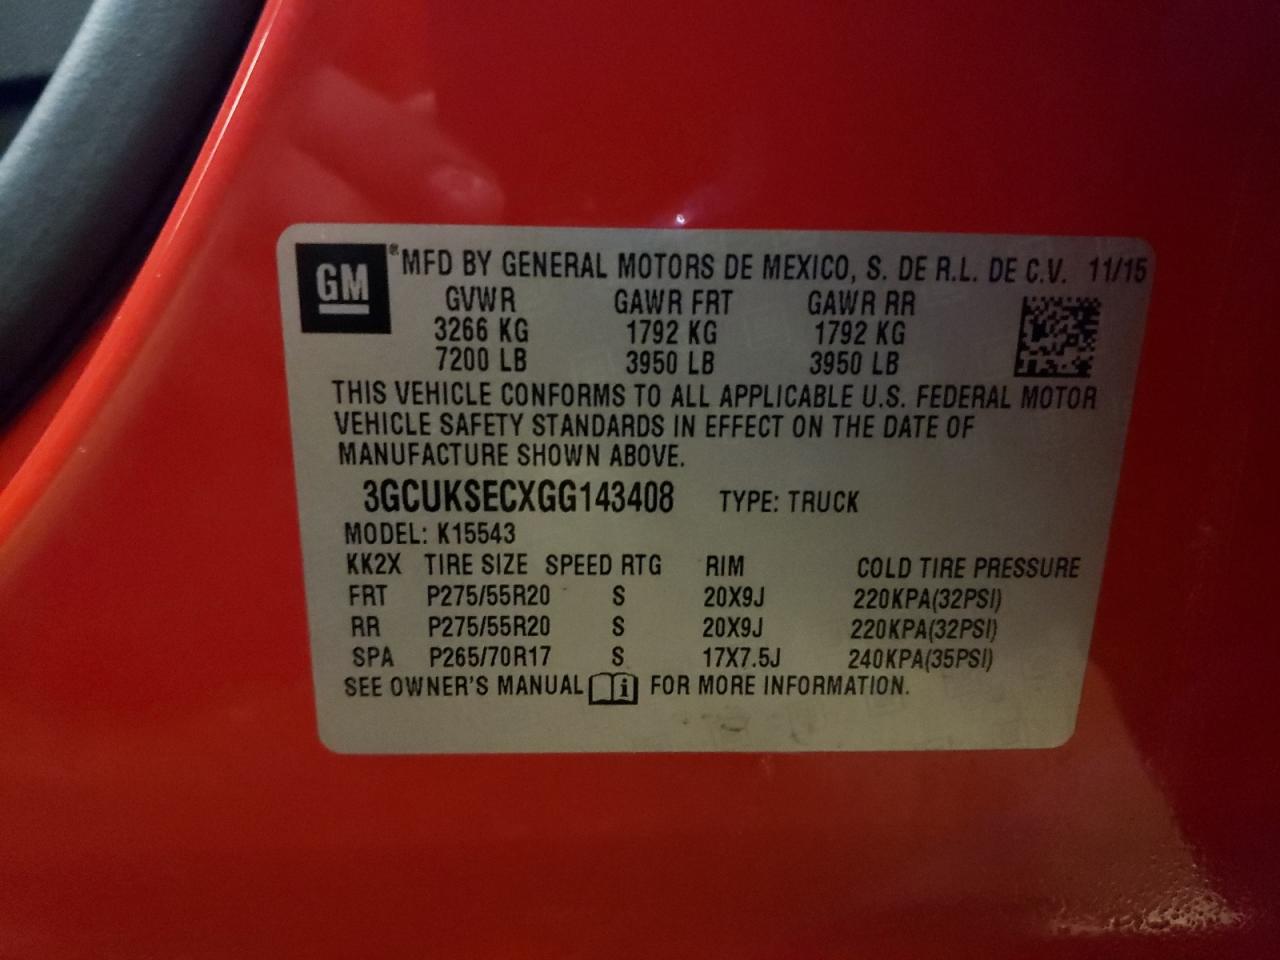 GM ® MFD BY GENERAL MOTORS DE MEXICO, S. DE R.L. DE C.V. 11/15
GVWR GAWR FRT GAWR RR
3266 KG 1792 KG 1792 KG
7200 LB 3950 LB 3950 LB
THIS VEHICLE CONFORMS TO ALL APPLICABLE U.S. FEDERAL MOTOR
VEHICLE SAFETY STANDARDS IN EFFECT ON THE DATE OF
MANUFACTURE SHOWN ABOVE.
3GCUKSECXGG143408 TYPE: TRUCK
MODEL: K15543
KK2X TIRE SIZE SPEED RTG RIM COLD TIRE PRESSURE
FRT P275/55R20 S 20X9J 220KPA(32PSI)
RR P275/55R20 S 20X9J 220KPA(32PSI)
SPA P265/70R17 S 17X7.5J 240KPA(35PSI)
SEE OWNER'S MANUAL i FOR MORE INFORMATION.